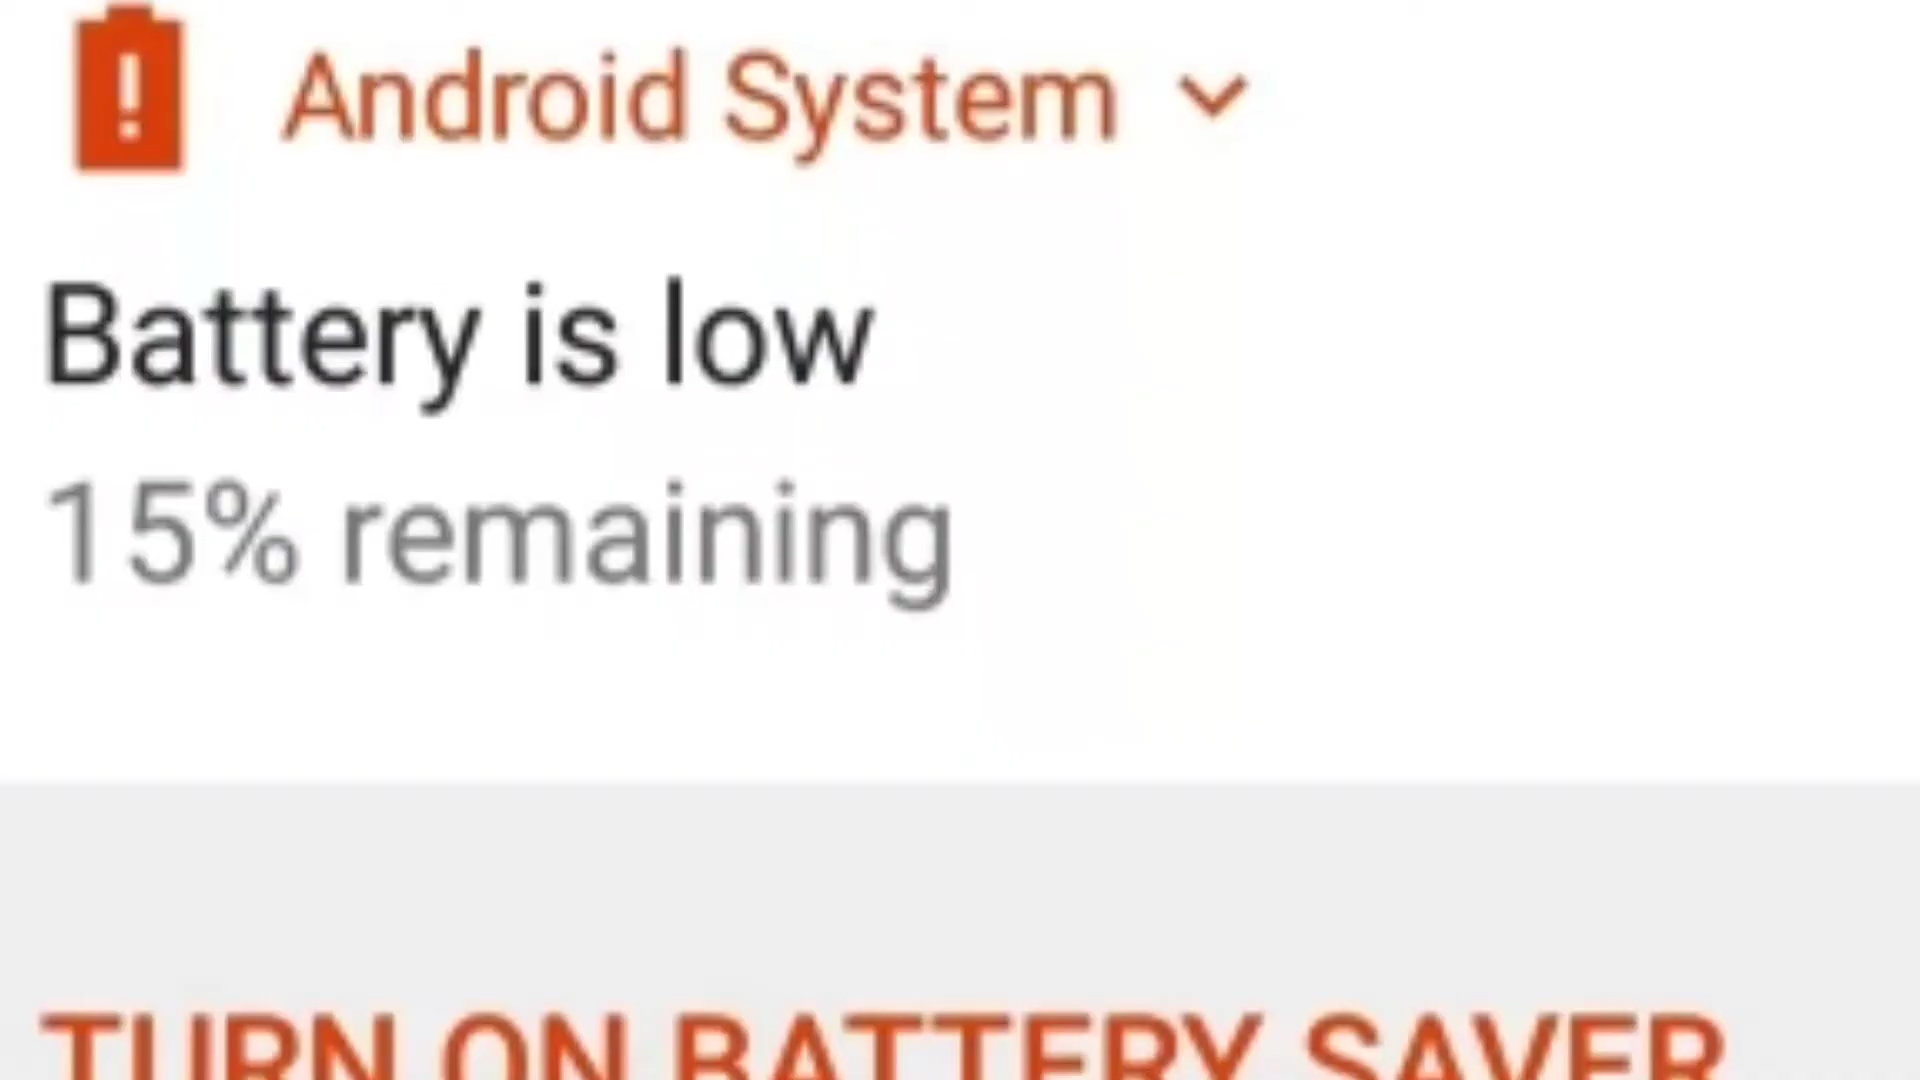 Android System
Battery is low
15% remaining
TURN ON BATTERY SAVER